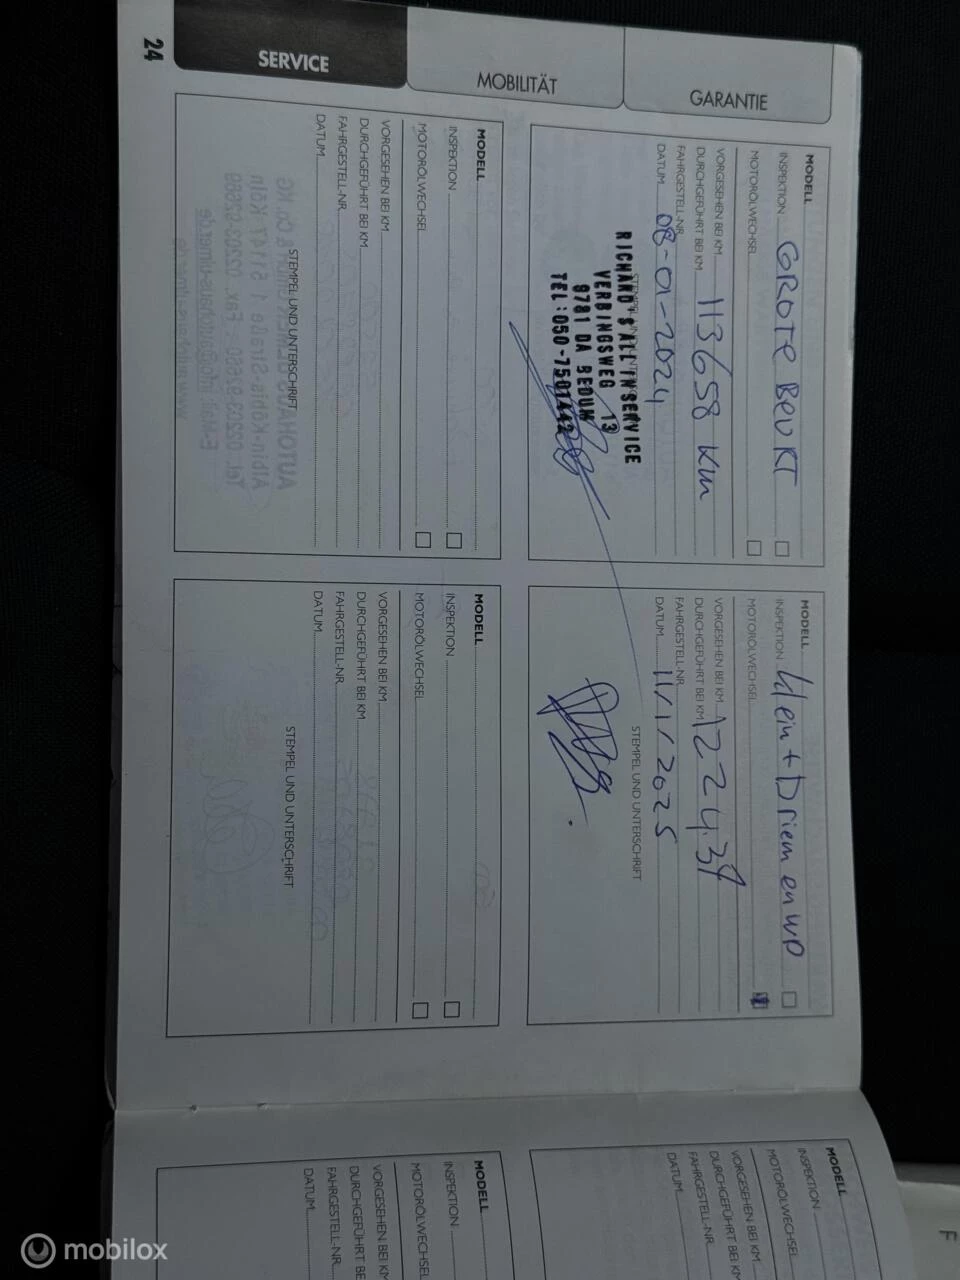 24
SERVICE
MOBILITÄT
GARANTIE
MODELL
INSPEKTION GROTE BEURT
MOTORÖLWECHSEL
VORGESEHEN BEI KM
DURCHGEFÜHRT BEI KM 113658 KM
FAHRGESTELL-NR.
DATUM 08-01-2024
STEMPEL UND UNTERSCHRIFT
RICHARD'S ALL IN SERVICE
VERBINGSWEG 13
9781 DA BEDUM
TEL:050-7501442
MODELL
INSPEKTION klein + Driem en WP
MOTORÖLWECHSEL
VORGESEHEN BEI KM
DURCHGEFÜHRT BEI KM 122439
FAHRGESTELL-NR.
DATUM 11/1/2025
STEMPEL UND UNTERSCHRIFT
MODELL
INSPEKTION
MOTORÖLWECHSEL
VORGESEHEN BEI KM
DURCHGEFÜHRT BEI KM
FAHRGESTELL-NR.
DATUM
STEMPEL UND UNTERSCHRIFT
MODELL
INSPEKTION
MOTORÖLWECHSEL
VORGESEHEN BEI KM
DURCHGEFÜHRT BEI KM
FAHRGESTELL-NR.
DATUM
STEMPEL UND UNTERSCHRIFT
MODELL
INSPEKTION
MOTORÖLWECHSEL
VORGESEHEN BEI KM
DURCHGEFÜHRT BEI KM
FAHRGESTELL-NR.
DATUM
MODELL
INSPEKTION
MOTORÖLWECHSEL
VORGESEHEN BEI KM
DURCHGEFÜHRT BE
FAHRGESTELL-NR.
DATUM
F
mobilox